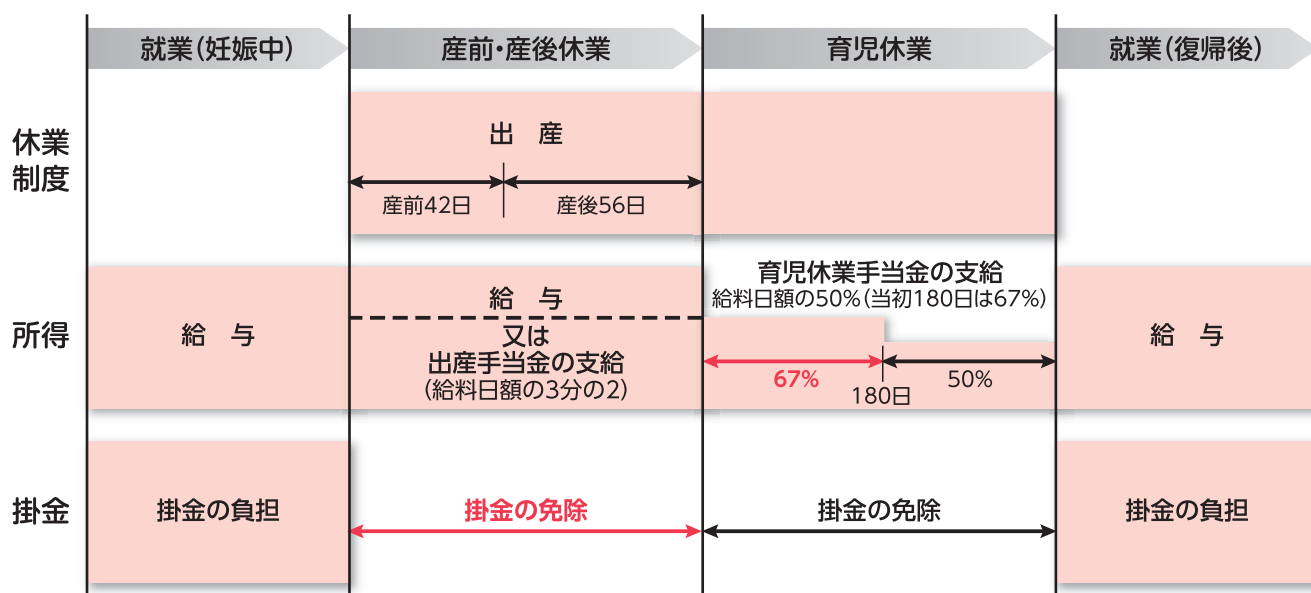 就業(妊娠中)
産前・産後休業
育児休業
就業(復帰後)
休業
制度
出 産
産前42日
産後56日
所得
給 与
給 与
又は
出産手当金の支給
(給料日額の3分の2)
育児休業手当金の支給
給料日額の50%(当初180日は67%)
67%
180日
50%
給 与
掛金
掛金の負担
掛金の免除
掛金の免除
掛金の負担